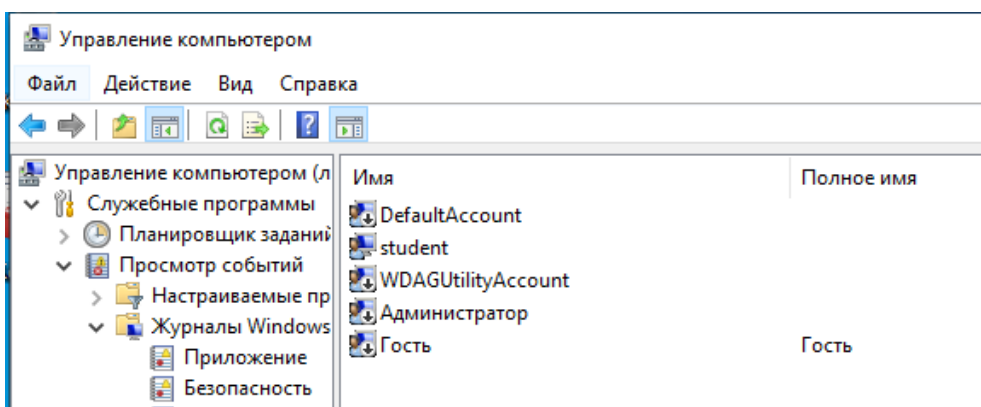 Управление компьютером
Файл Действие Вид Справка
Управление компьютером (л
Служебные программы
Планировщик заданий
Просмотр событий
Настраиваемые пр
Журналы Windows
Приложение
Безопасность
Имя Полное имя
DefaultAccount
student
WDAGUtilityAccount
Администратор
Гость Гость